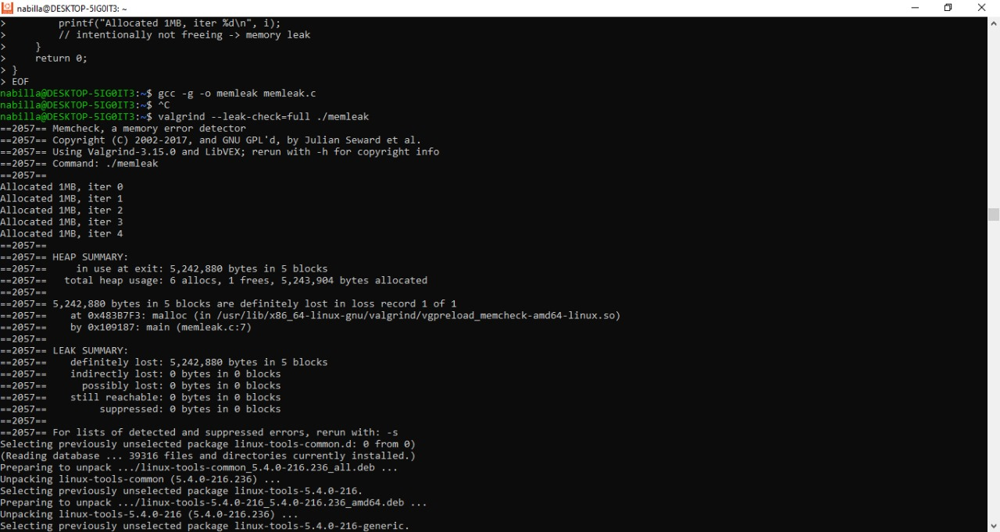 nabilla@DESKTOP-5IG0IT3: ~
>         printf("Allocated 1MB, iter %d\n", i);
>         // intentionally not freeing -> memory leak
>     }
>     return 0;
> }
> EOF
nabilla@DESKTOP-5IG0IT3:~$ gcc -g -o memleak memleak.c
nabilla@DESKTOP-5IG0IT3:~$ ^C
nabilla@DESKTOP-5IG0IT3:~$ valgrind --leak-check=full ./memleak
==2057== Memcheck, a memory error detector
==2057== Copyright (C) 2002-2017, and GNU GPL'd, by Julian Seward et al.
==2057== Using Valgrind-3.15.0 and LibVEX; rerun with -h for copyright info
==2057== Command: ./memleak
==2057==
Allocated 1MB, iter 0
Allocated 1MB, iter 1
Allocated 1MB, iter 2
Allocated 1MB, iter 3
Allocated 1MB, iter 4
==2057==
==2057== HEAP SUMMARY:
==2057==     in use at exit: 5,242,880 bytes in 5 blocks
==2057==   total heap usage: 6 allocs, 1 frees, 5,243,904 bytes allocated
==2057==
==2057== 5,242,880 bytes in 5 blocks are definitely lost in loss record 1 of 1
==2057==    at 0x483B7F3: malloc (in /usr/lib/x86_64-linux-gnu/valgrind/vgpreload_memcheck-amd64-linux.so)
==2057==    by 0x109187: main (memleak.c:7)
==2057==
==2057== LEAK SUMMARY:
==2057==    definitely lost: 5,242,880 bytes in 5 blocks
==2057==    indirectly lost: 0 bytes in 0 blocks
==2057==      possibly lost: 0 bytes in 0 blocks
==2057==    still reachable: 0 bytes in 0 blocks
==2057==         suppressed: 0 bytes in 0 blocks
==2057==
==2057== For lists of detected and suppressed errors, rerun with: -s
Selecting previously unselected package linux-tools-common.d: 0 from 0)
(Reading database ... 39316 files and directories currently installed.)
Preparing to unpack .../linux-tools-common_5.4.0-216.236_all.deb ...
Unpacking linux-tools-common (5.4.0-216.236) ...
Selecting previously unselected package linux-tools-5.4.0-216.
Preparing to unpack .../linux-tools-5.4.0-216_5.4.0-216.236_amd64.deb ...
Unpacking linux-tools-5.4.0-216 (5.4.0-216.236) ...
Selecting previously unselected package linux-tools-5.4.0-216-generic.